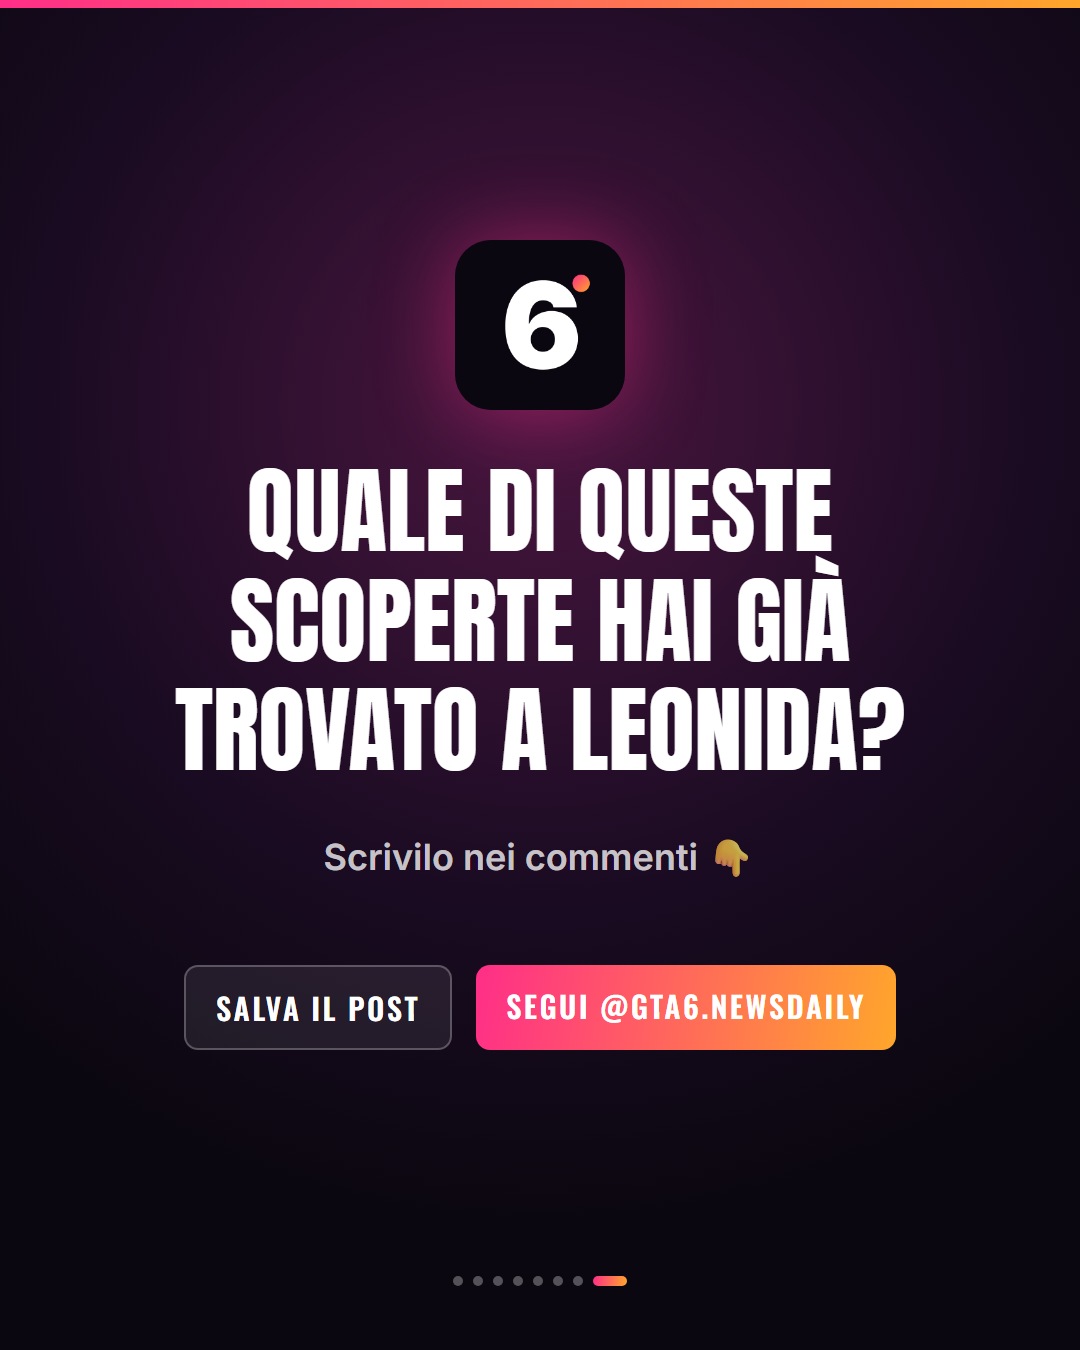 6
QUALE DI QUESTE
SCOPERTE HAI GIÀ
TROVATO A LEONIDA?
Scrivilo nei commenti 👇
SALVA IL POST
SEGUI @GTA6.NEWSDAILY